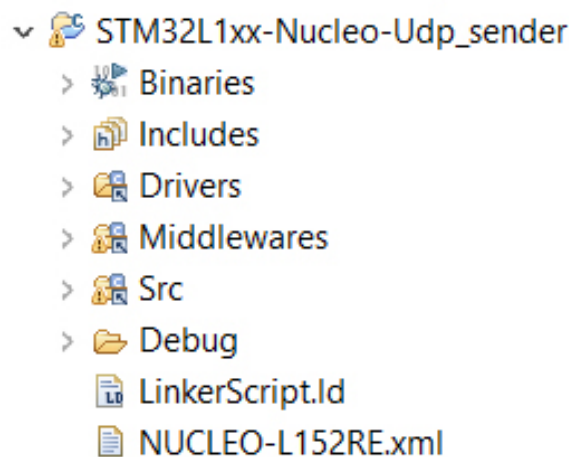 STM32L1xx-Nucleo-Udp_sender
Binaries
Includes
Drivers
Middlewares
Src
Debug
LinkerScript.ld
NUCLEO-L152RE.xml